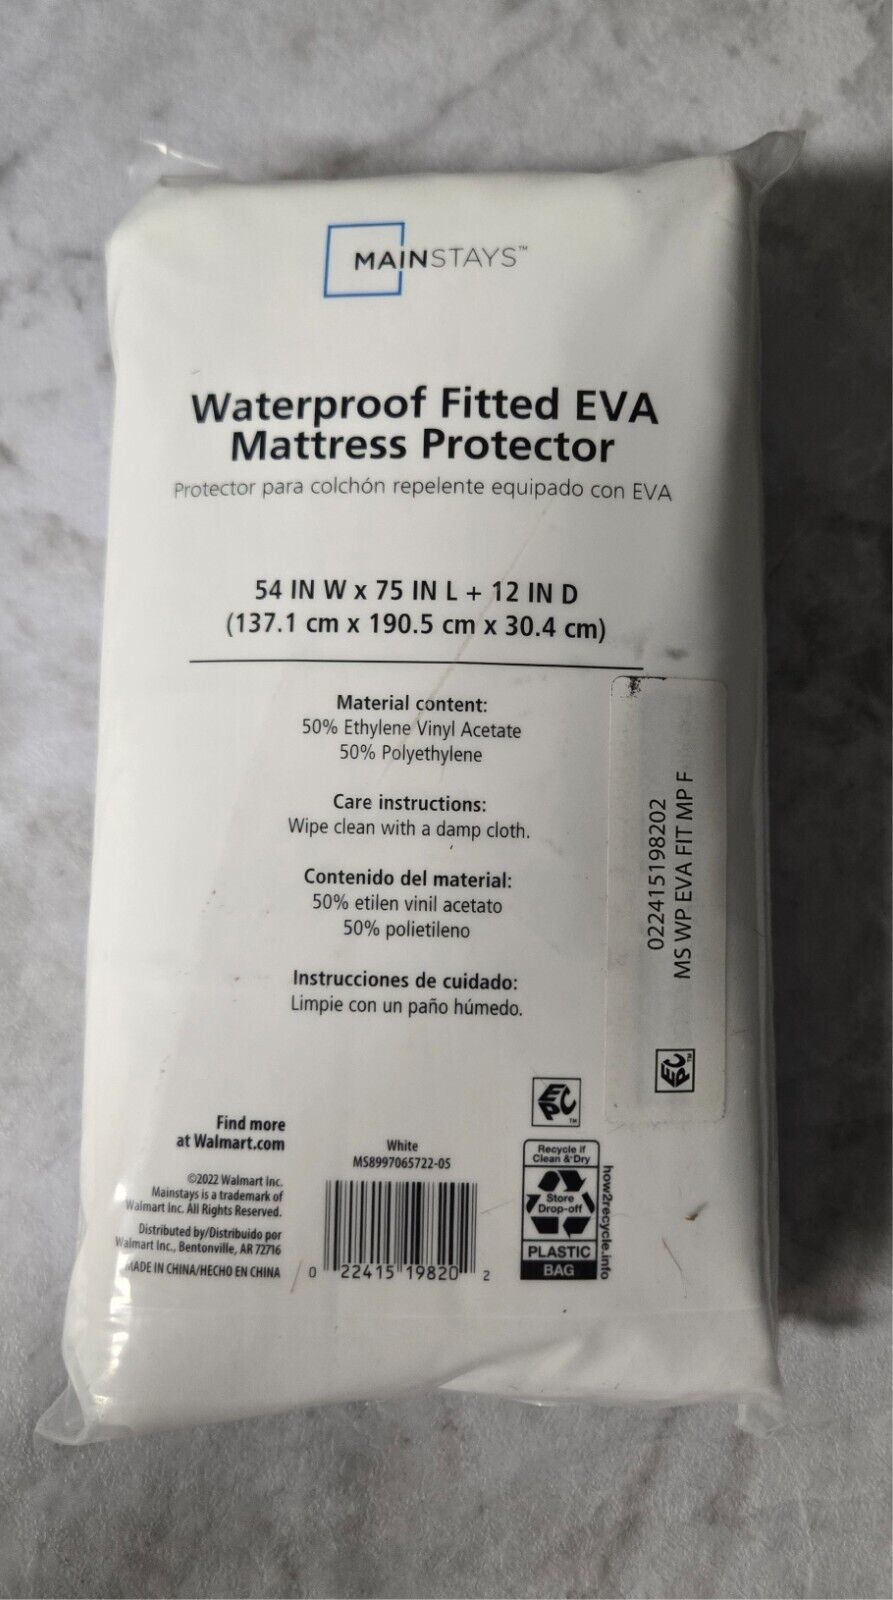 MAINSTAYS™
Waterproof Fitted EVA
Mattress Protector
Protector para colchón repelente equipado con EVA
54 IN W x 75 IN L + 12 IN D
(137.1 cm x 190.5 cm x 30.4 cm)
Material content:
50% Ethylene Vinyl Acetate
50% Polyethylene
Care instructions:
Wipe clean with a damp cloth.
Contenido del material:
50% etilen vinil acetato
50% polietileno
Instrucciones de cuidado:
Limpie con un paño húmedo.
022415198202
MS WP EVA FIT MP F
EPC™
Find more
at Walmart.com
©2022 Walmart Inc.
Mainstays is a trademark of
Walmart Inc. All Rights Reserved.
Distributed by/Distribuido por
Walmart Inc., Bentonville, AR 72716
MADE IN CHINA/HECHO EN CHINA
White
MS8997065722-05
0 22415 19820 2
EPC™
Recycle if
Clean & Dry
Store
Drop-off
PLASTIC
BAG
how2recycle.info